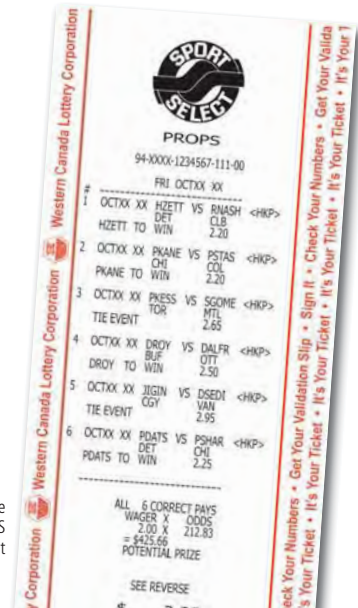 SPORT
SELECT
PROPS
94-XXXX-1234567-111-00
FRI OCTXX XX
#
1 OCTXX XX HZETT VS RNASH <HKP>
DET CLB
HZETT TO WIN 2.20
2 OCTXX XX PKANE VS PSTAS <HKP>
CHI COL
PKANE TO WIN 2.20
3 OCTXX XX PKESS VS SGOME <HKP>
TOR MTL
TIE EVENT 2.65
4 OCTXX XX DROY VS DALFR <HKP>
BUF OTT
DROY TO WIN 2.50
5 OCTXX XX JIGIN VS DSEDI <HKP>
CGY VAN
TIE EVENT 2.95
6 OCTXX XX PDATS VS PSHAR <HKP>
DET CHI
PDATS TO WIN 2.25
ALL 6 CORRECT PAYS
WAGER X ODDS
2.00 X 212.83
= $425.66
POTENTIAL PRIZE
SEE REVERSE
$
Western Canada Lottery Corporation
Western Canada Lottery Corporation
Corporation
Check Your Numbers • Get Your Validation Slip • Sign It • Check Your Numbers • Get Your Valida
It's Your Ticket • It's Your Ticket • It's Your Ticket • It's Your Ticket • It's Your T